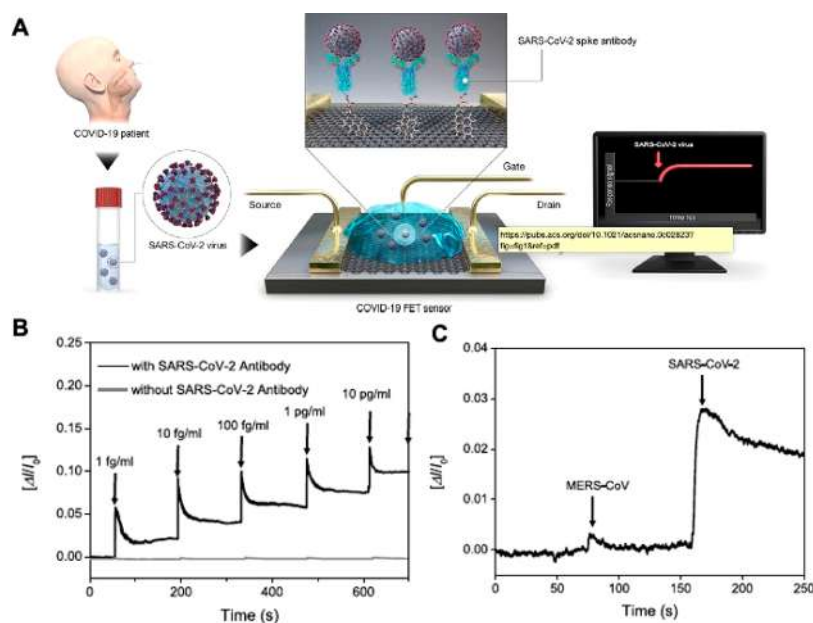 A
COVID-19 patient
SARS-CoV-2 virus
SARS-CoV-2 spike antibody
Source
Gate
Drain
COVID-19 FET sensor
SARS-CoV-2 virus
Response signal
https://pubs.acs.org/doi/10.1021/acsnano.0c02823?
fig=fig1&ref=pdf
B
[ΔI/I0]
0.25
0.20
0.15
0.10
0.05
0.00
with SARS-CoV-2 Antibody
without SARS-CoV-2 Antibody
1 fg/ml
10 fg/ml
100 fg/ml
1 pg/ml
10 pg/ml
0
200
400
600
Time (s)
C
[ΔI/I0]
0.04
0.03
0.02
0.01
0.00
MERS-CoV
SARS-CoV-2
0
50
100
150
200
250
Time (s)